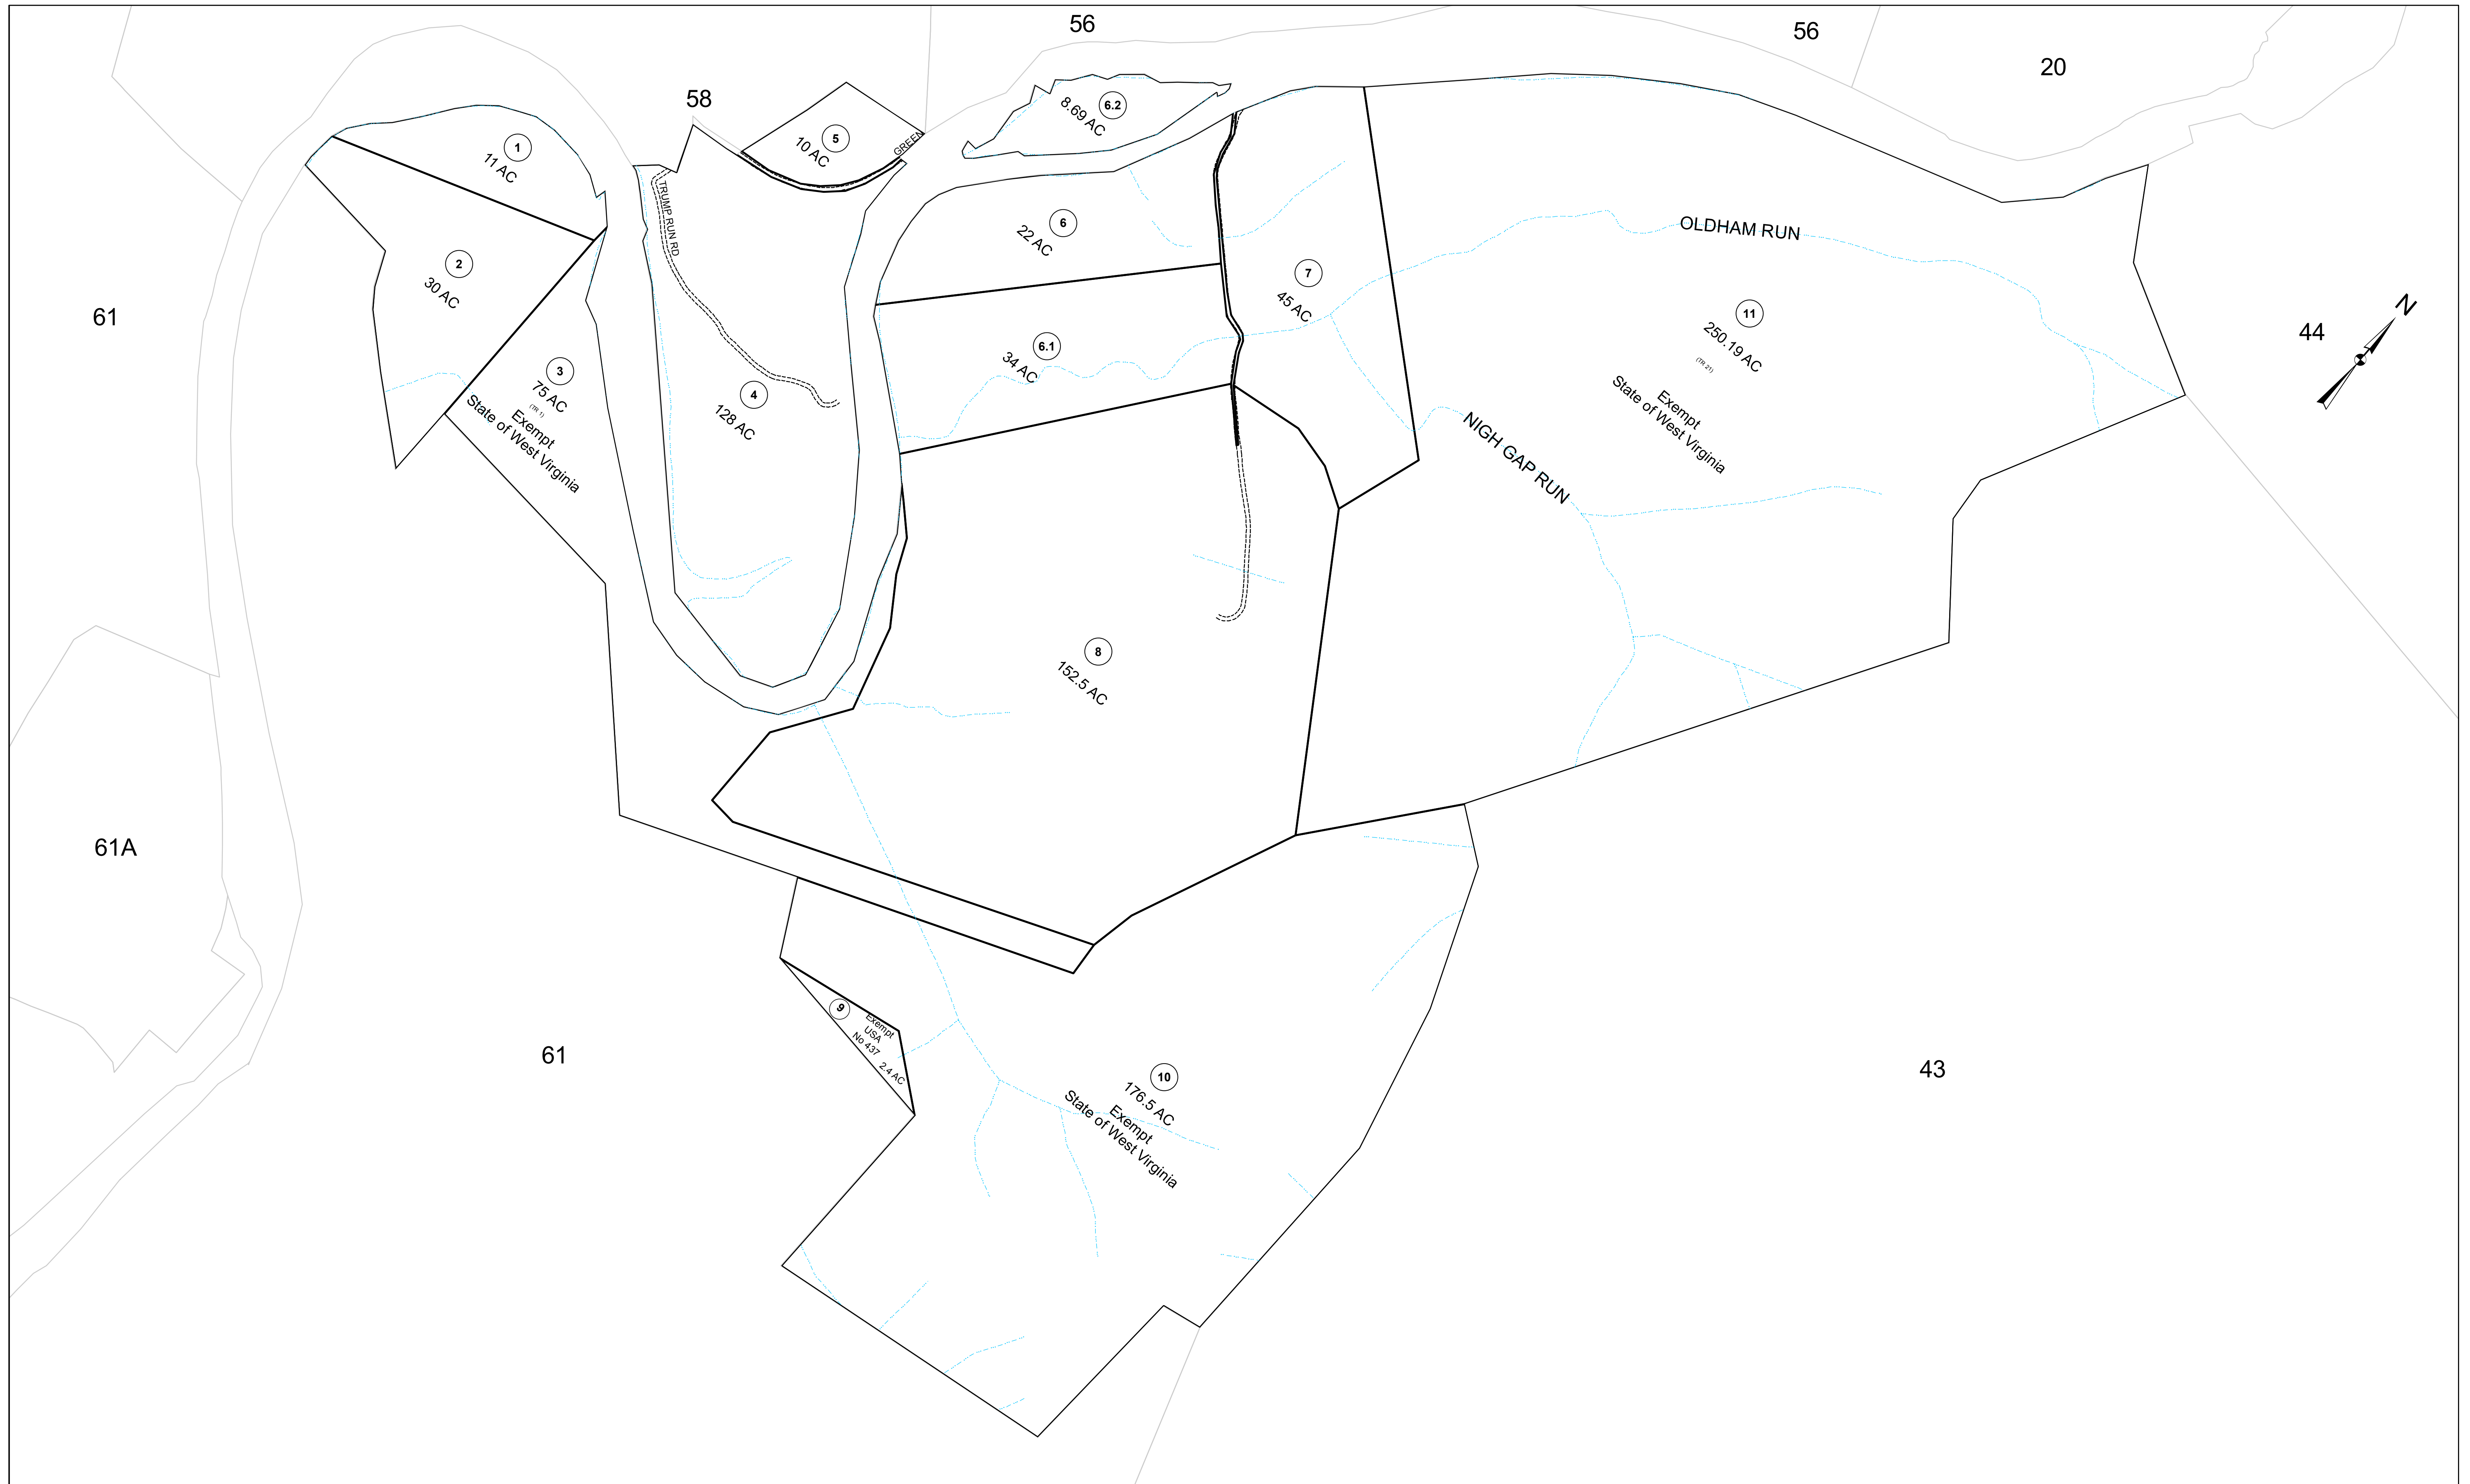 56
56
20
58
6.2
8.69 AC
5
10 AC
GREEN
1
11 AC
TRUMP RUN RD
6
22 AC
OLDHAM RUN
2
30 AC
7
45 AC
11
250.19 AC
(TR 21)
Exempt
State of West Virginia
N
44
61
6.1
34 AC
3
75 AC
(TR 1)
Exempt
State of West Virginia
4
128 AC
NIGH GAP RUN
8
152.5 AC
61A
9
Exempt
USA
No 437
2.4 AC
61
10
176.5 AC
Exempt
State of West Virginia
43